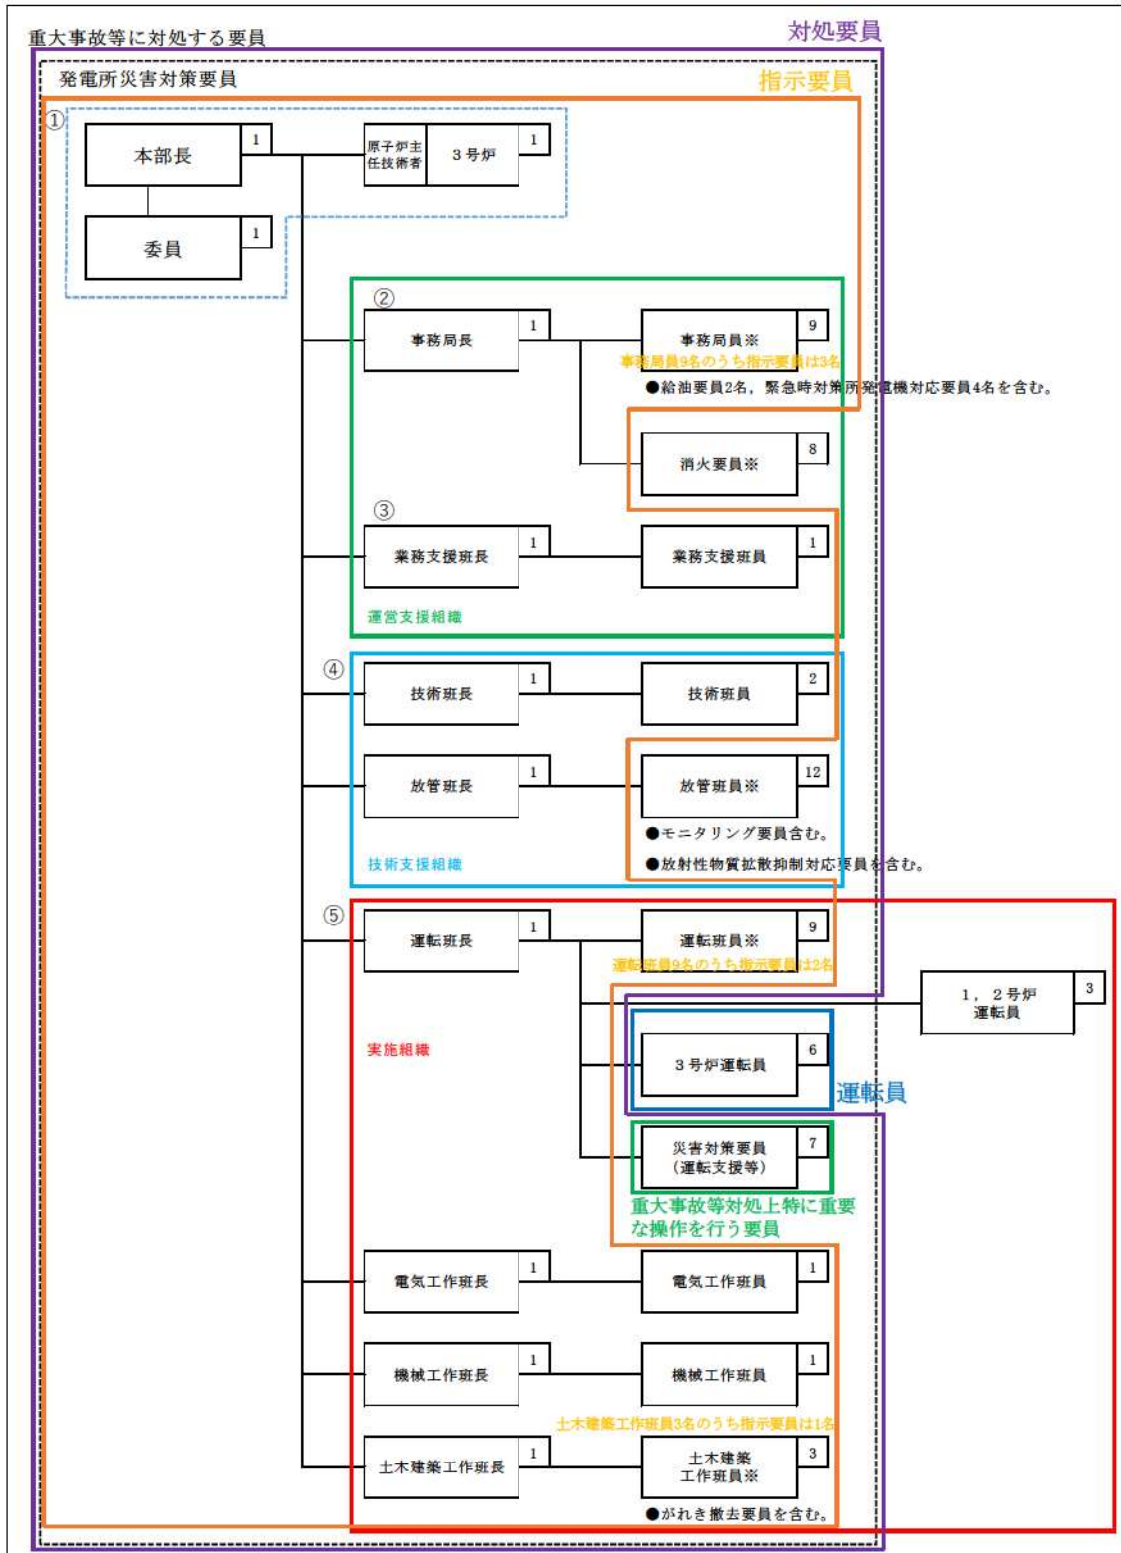 重大事故等に対処する要員
対処要員
発電所災害対策要員
指示要員
①
本部長
1
原子炉主
任技術者
3号炉
1
委員
1
②
事務局長
1
事務局員※
9
事務局員9名のうち指示要員は3名
●給油要員2名，緊急時対策所発電機対応要員4名を含む。
消火要員※
8
③
業務支援班長
1
業務支援班員
1
運営支援組織
④
技術班長
1
技術班員
2
放管班長
1
放管班員※
12
●モニタリング要員含む。
●放射性物質拡散抑制対応要員を含む。
技術支援組織
⑤
運転班長
1
運転班員※
9
運転班員9名のうち指示要員は2名
1，2号炉
運転員
3
実施組織
3号炉運転員
6
運転員
災害対策要員
（運転支援等）
7
重大事故等対処上特に重要
な操作を行う要員
電気工作班長
1
電気工作班員
1
機械工作班長
1
機械工作班員
1
土木建築工作班員3名のうち指示要員は1名
土木建築工作班長
1
土木建築
工作班員※
3
●がれき撤去要員を含む。